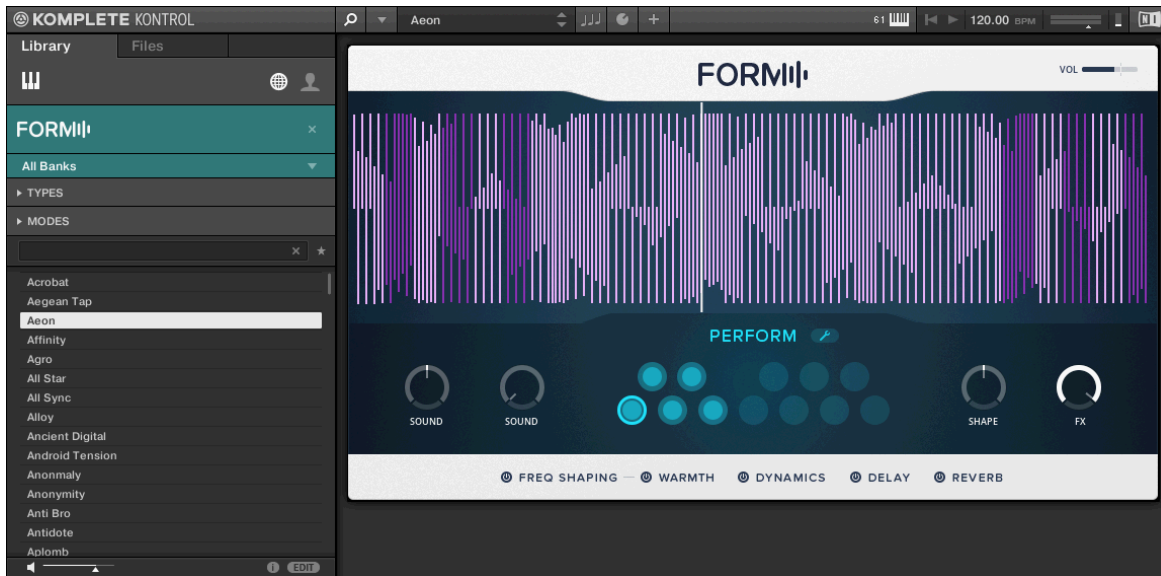 KOMPLETE KONTROL
Aeon
61
120.00 BPM
NI
Library
Files
FORM
All Banks
TYPES
MODES
Acrobat
Aegean Tap
Aeon
Affinity
Agro
All Star
All Sync
Alloy
Ancient Digital
Android Tension
Anonmaly
Anonymity
Anti Bro
Antidote
Aplomb
EDIT
FORM
VOL
PERFORM
SOUND
SOUND
SHAPE
FX
FREQ SHAPING
WARMTH
DYNAMICS
DELAY
REVERB